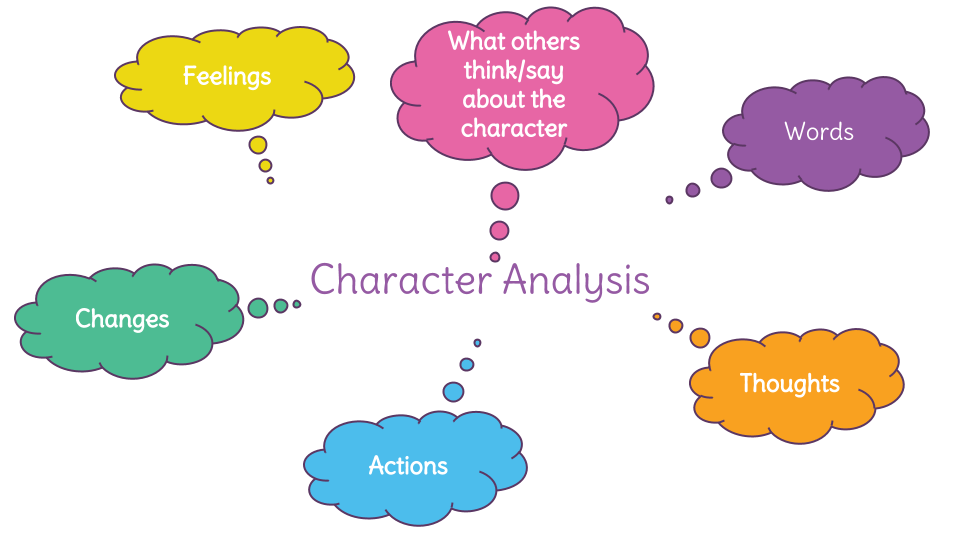 Feelings
What others
think/say
about the
character
Words
Character Analysis
Changes
Thoughts
Actions